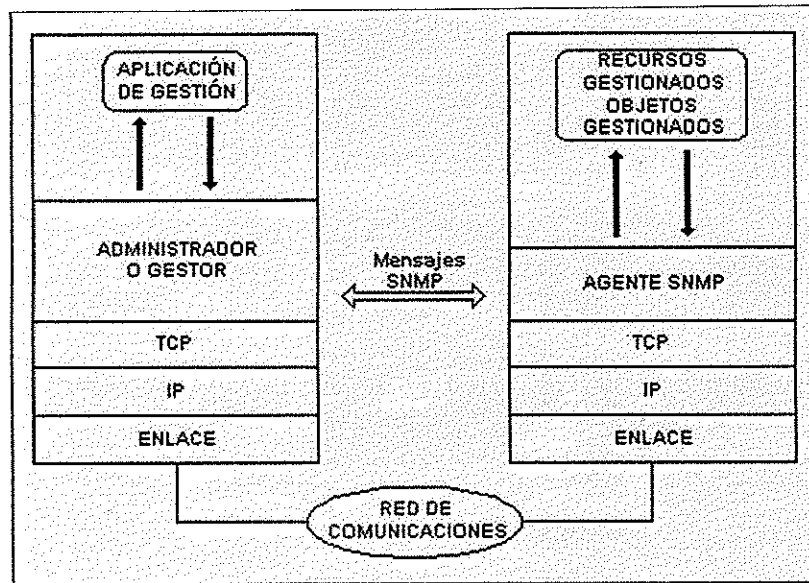 APLICACIÓN
DE GESTIÓN
ADMINISTRADOR
O GESTOR
TCP
IP
ENLACE
Mensajes
SNMP
RECURSOS
GESTIONADOS
OBJETOS
GESTIONADOS
AGENTE SNMP
TCP
IP
ENLACE
RED DE
COMUNICACIONES